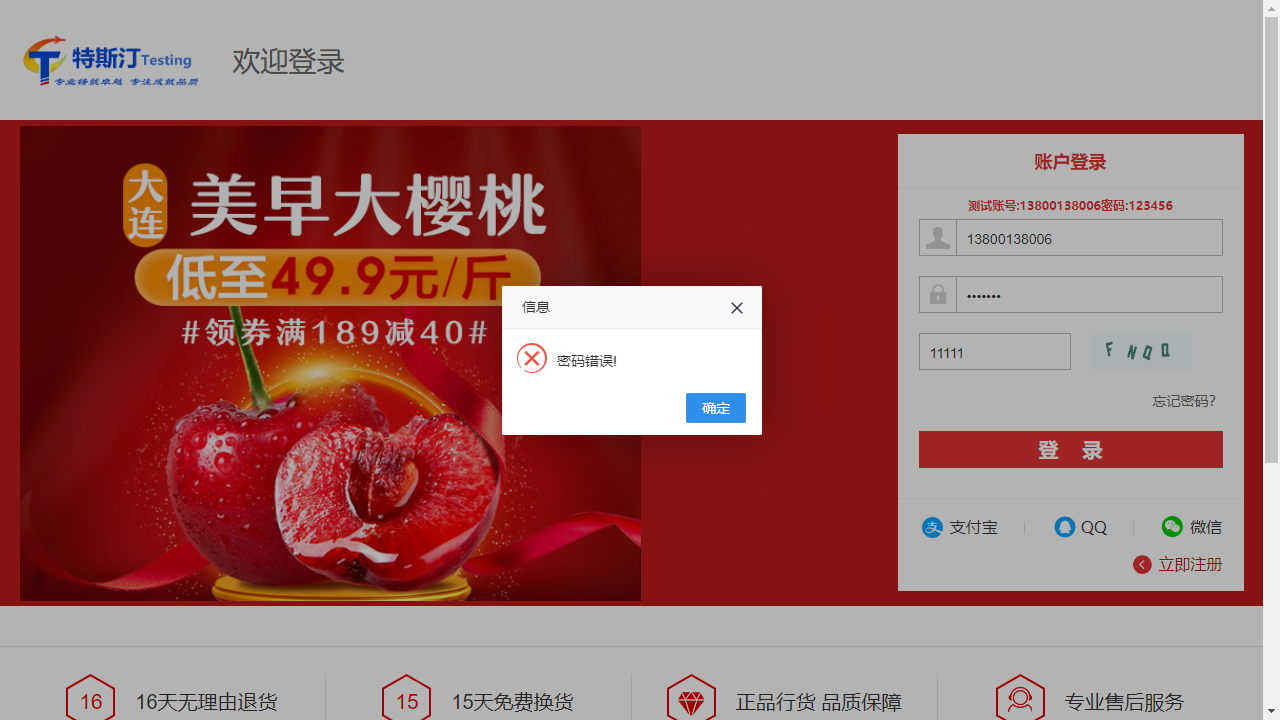 特斯汀Testing
专业铸就卓越 专注成就品质
欢迎登录
大连
美早大樱桃
低至49.9元/斤
#领券满189减40#
账户登录
测试账号:13800138006密码:123456
13800138006
•••••••
11111
FNQQ
忘记密码?
登 录
支付宝
QQ
微信
立即注册
信息
密码错误!
确定
16
16天无理由退货
15
15天免费换货
正品行货 品质保障
专业售后服务